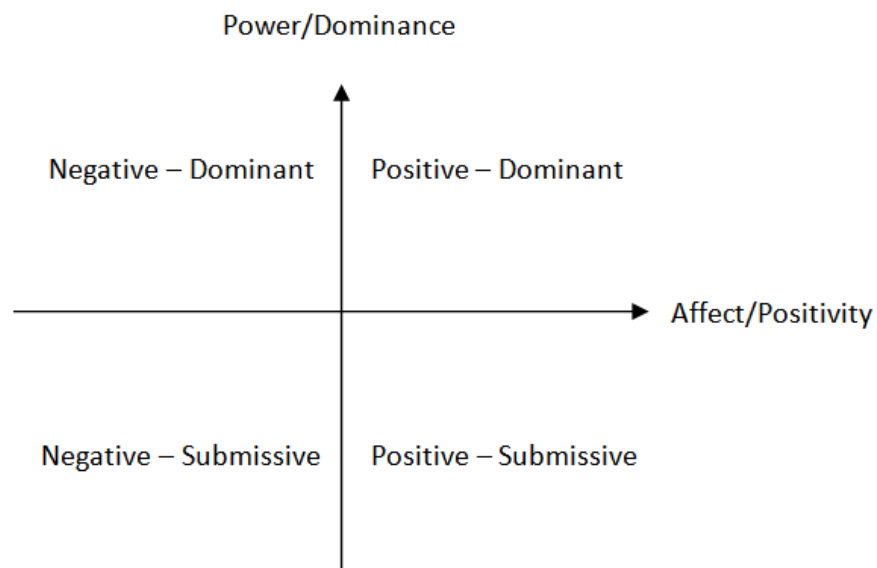 Power/Dominance
Negative – Dominant
Positive – Dominant
Affect/Positivity
Negative – Submissive
Positive – Submissive